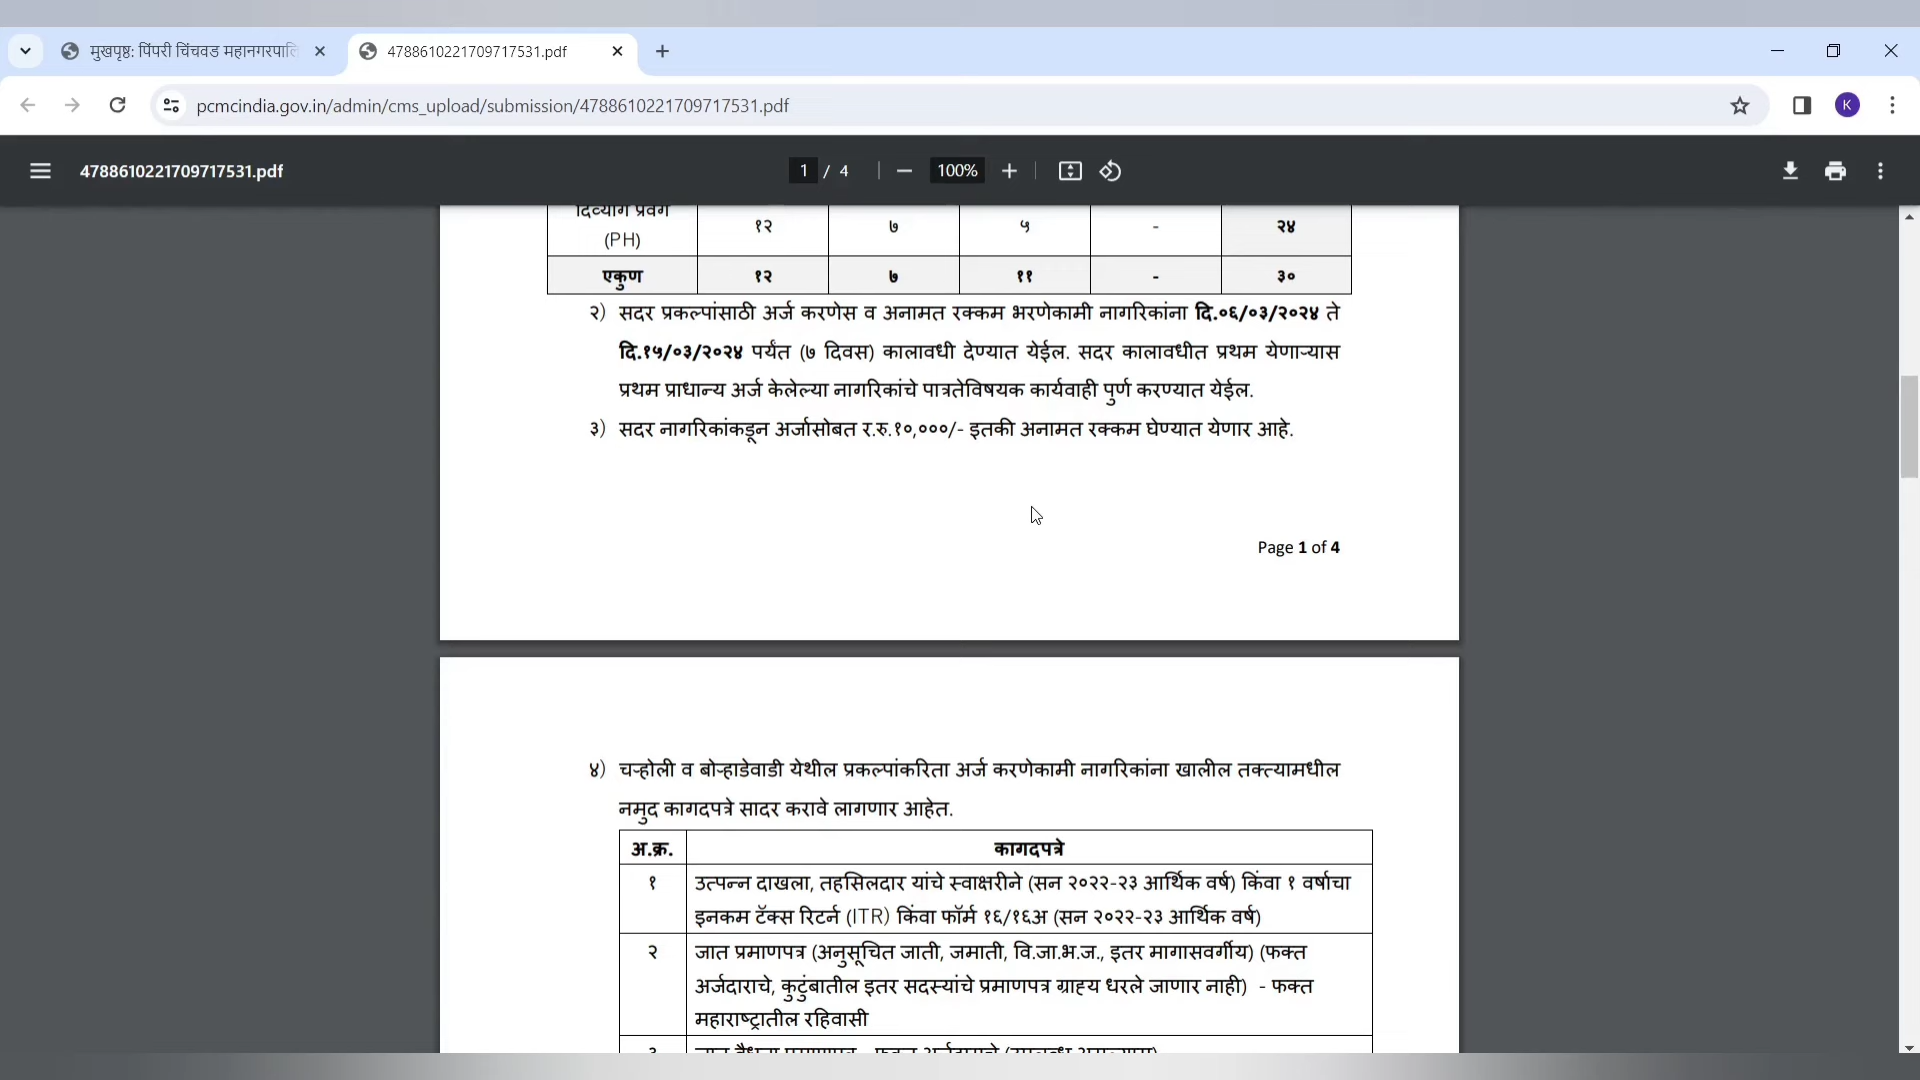 मुखपृष्ठ: पिंपरी चिंचवड महानगरपालि
4788610221709717531.pdf
pcmcindia.gov.in/admin/cms_upload/submission/4788610221709717531.pdf
K
4788610221709717531.pdf
1 / 4
100%
दिव्यांग प्रवर्ग (PH) १२ ७ ५ - २४
एकुण १२ ७ ११ - ३०
२) सदर प्रकल्पांसाठी अर्ज करणेस व अनामत रक्कम भरणेकामी नागरिकांना दि.०६/०३/२०२४ ते
दि.१५/०३/२०२४ पर्यंत (७ दिवस) कालावधी देण्यात येईल. सदर कालावधीत प्रथम येणाऱ्यास
प्रथम प्राधान्य अर्ज केलेल्या नागरिकांचे पात्रतेविषयक कार्यवाही पुर्ण करण्यात येईल.
३) सदर नागरिकांकडून अर्जासोबत र.रु.१०,०००/- इतकी अनामत रक्कम घेण्यात येणार आहे.
Page 1 of 4
४) चऱ्होली व बोऱ्हाडेवाडी येथील प्रकल्पांकरिता अर्ज करणेकामी नागरिकांना खालील तक्त्यामधील
नमुद कागदपत्रे सादर करावे लागणार आहेत.
अ.क्र. कागदपत्रे
१ उत्पन्न दाखला, तहसिलदार यांचे स्वाक्षरीने (सन २०२२-२३ आर्थिक वर्ष) किंवा १ वर्षाचा
इनकम टॅक्स रिटर्न (ITR) किंवा फॉर्म १६/१६अ (सन २०२२-२३ आर्थिक वर्ष)
२ जात प्रमाणपत्र (अनुसूचित जाती, जमाती, वि.जा.भ.ज., इतर मागासवर्गीय) (फक्त
अर्जदाराचे, कुटुंबातील इतर सदस्यांचे प्रमाणपत्र ग्राह्य धरले जाणार नाही) - फक्त
महाराष्ट्रातील रहिवासी